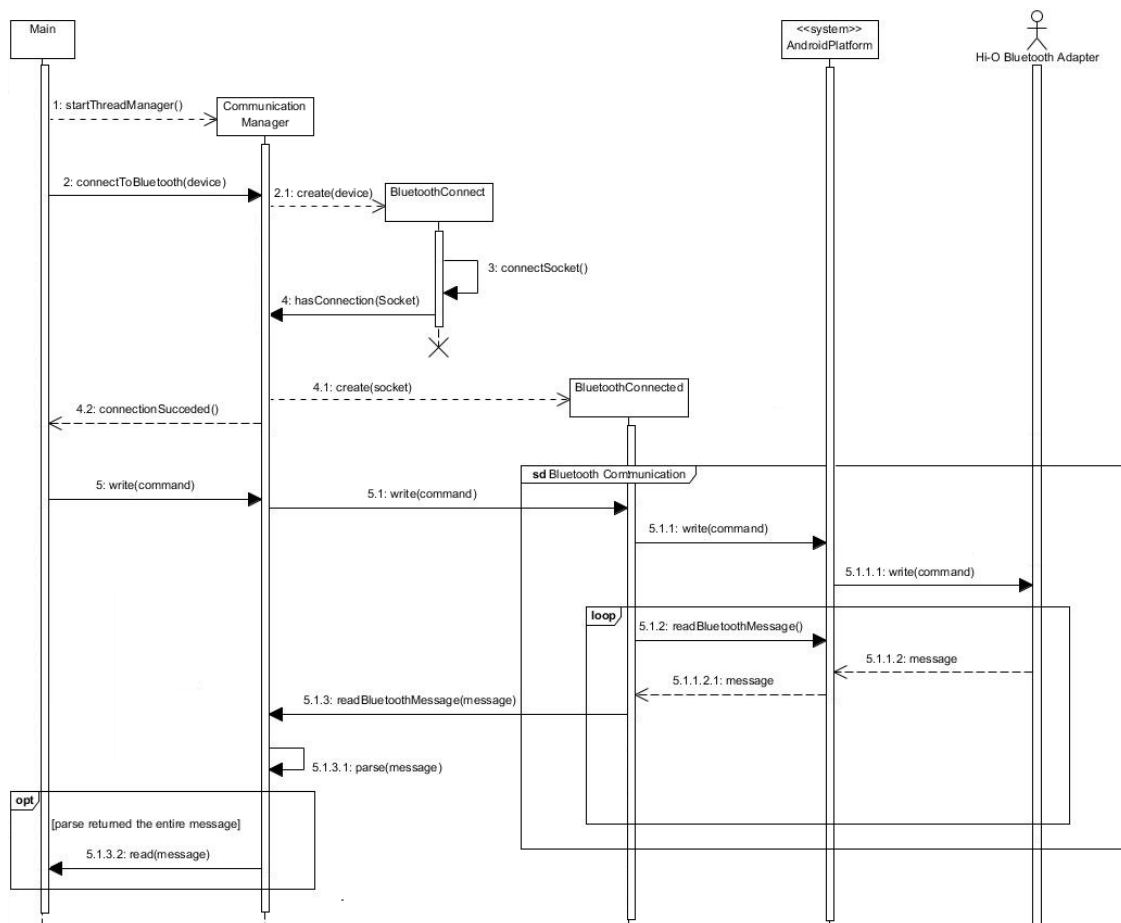 Main
<<system>>
AndroidPlatform
Hi-O Bluetooth Adapter
1: startThreadManager()
Communication
Manager
2: connectToBluetooth(device)
2.1: create(device)
BluetoothConnect
3: connectSocket()
4: hasConnection(Socket)
4.1: create(socket)
BluetoothConnected
4.2: connectionSucceded()
sd Bluetooth Communication
5: write(command)
5.1: write(command)
5.1.1: write(command)
5.1.1.1: write(command)
loop
5.1.2: readBluetoothMessage()
5.1.1.2: message
5.1.1.2.1: message
5.1.3: readBluetoothMessage(message)
5.1.3.1: parse(message)
opt
[parse returned the entire message]
5.1.3.2: read(message)